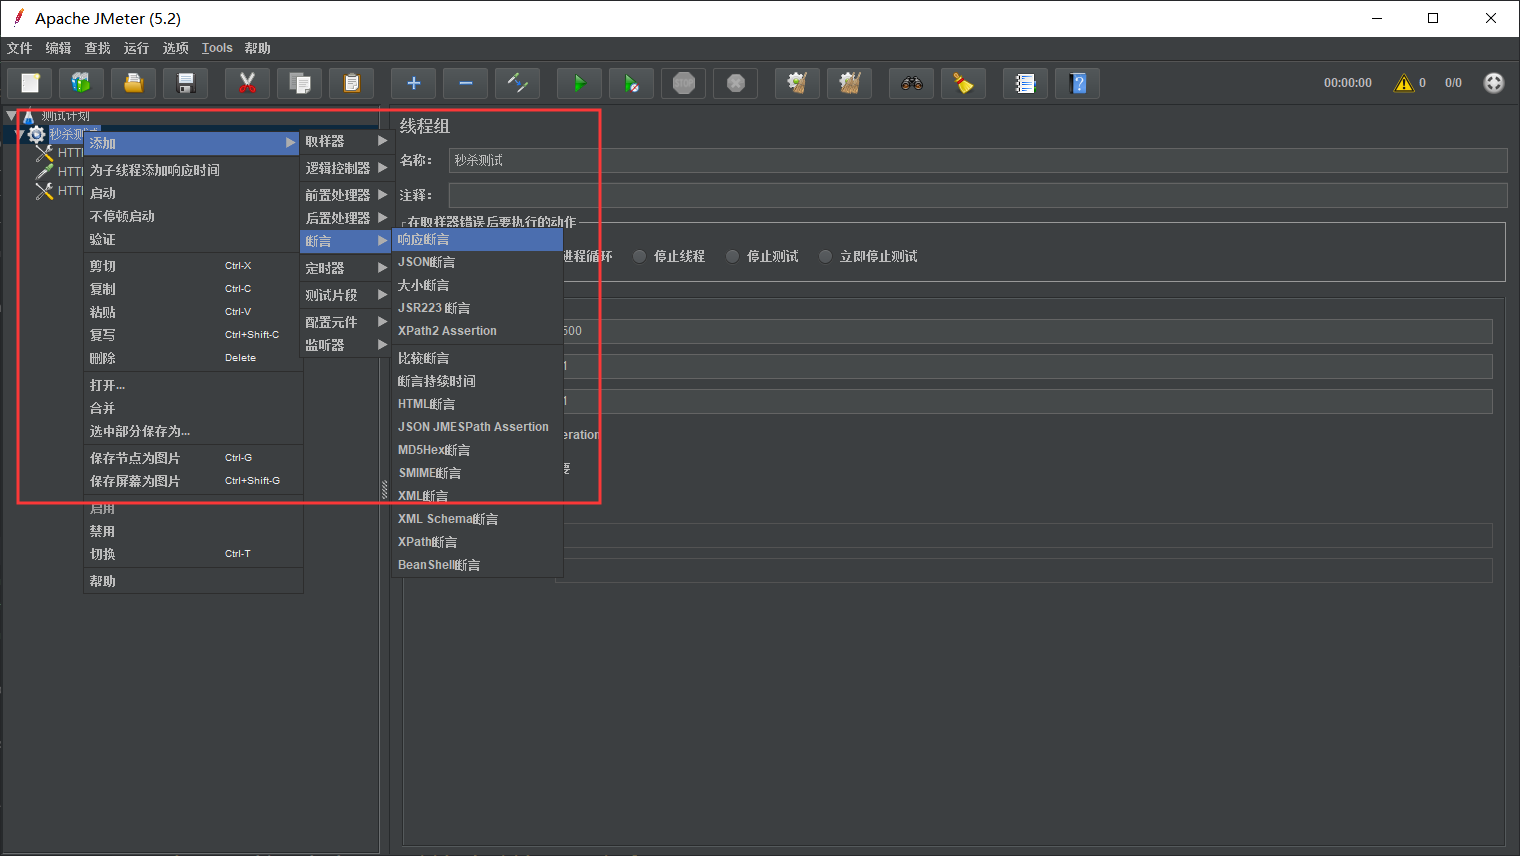 Apache JMeter (5.2)
文件 编辑 查找 运行 选项 Tools 帮助
00:00:00 0 0/0
测试计划
秒杀测试
HTT
HTT
HTT
添加
为子线程添加响应时间
启动
不停顿启动
验证
剪切 Ctrl-X
复制 Ctrl-C
粘贴 Ctrl-V
复写 Ctrl+Shift-C
删除 Delete
打开...
合并
选中部分保存为...
保存节点为图片 Ctrl-G
保存屏幕为图片 Ctrl+Shift-G
启用
禁用
切换 Ctrl-T
帮助
取样器
逻辑控制器
前置处理器
后置处理器
断言
定时器
测试片段
配置元件
监听器
响应断言
JSON断言
大小断言
JSR223 断言
XPath2 Assertion
比较断言
断言持续时间
HTML断言
JSON JMESPath Assertion
MD5Hex断言
SMIME断言
XML断言
XML Schema断言
XPath断言
BeanShell断言
线程组
名称: 秒杀测试
注释:
在取样器错误后要执行的动作
进程循环 停止线程 停止测试 立即停止测试
500
1
1
eration
要